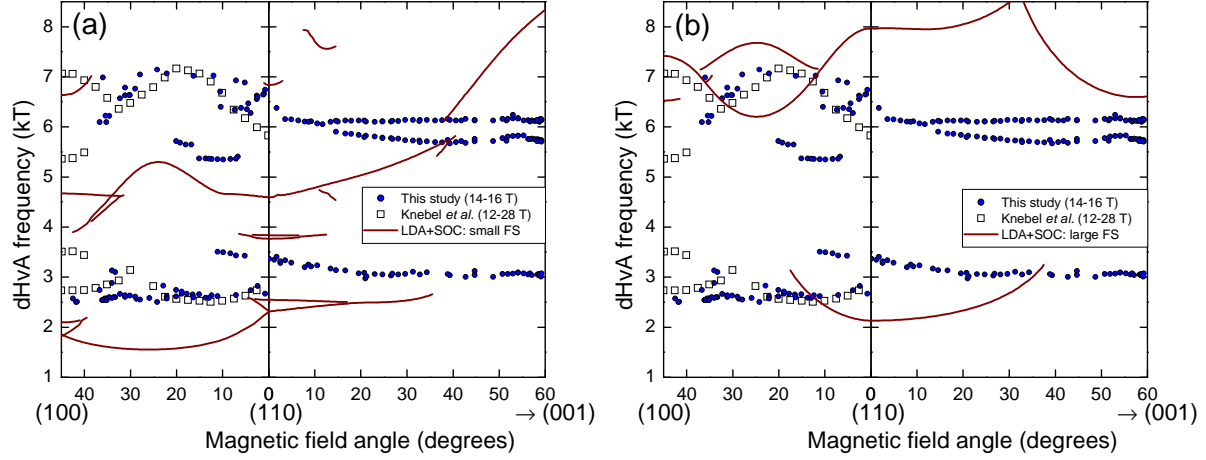 (a)
dHvA frequency (kT)
8
7
6
5
4
3
2
1
This study (14-16 T)
Knebel et al. (12-28 T)
LDA+SOC: small FS
40 30 20 10 0 10 20 30 40 50 60
(100) (110) → (001)
Magnetic field angle (degrees)
(b)
dHvA frequency (kT)
8
7
6
5
4
3
2
1
This study (14-16 T)
Knebel et al. (12-28 T)
LDA+SOC: large FS
40 30 20 10 0 10 20 30 40 50 60
(100) (110) → (001)
Magnetic field angle (degrees)